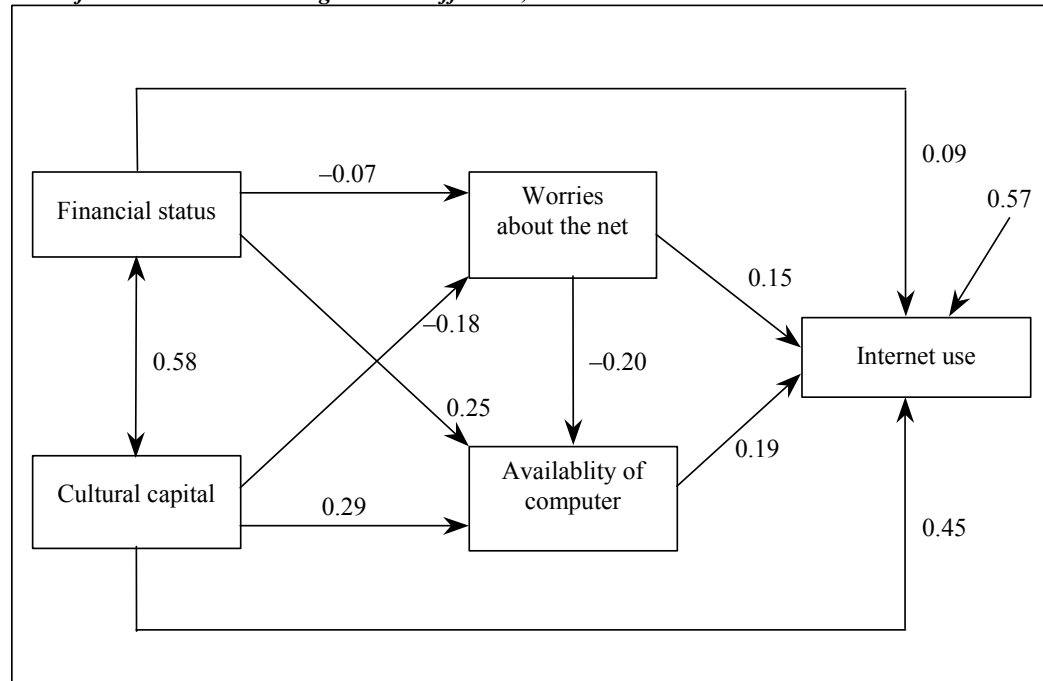 0.09
–0.07
0.57
Financial status
Worries
about the net
0.15
–0.18
0.58
–0.20
Internet use
0.25
0.19
Cultural capital
Availablity of
computer
0.29
0.45